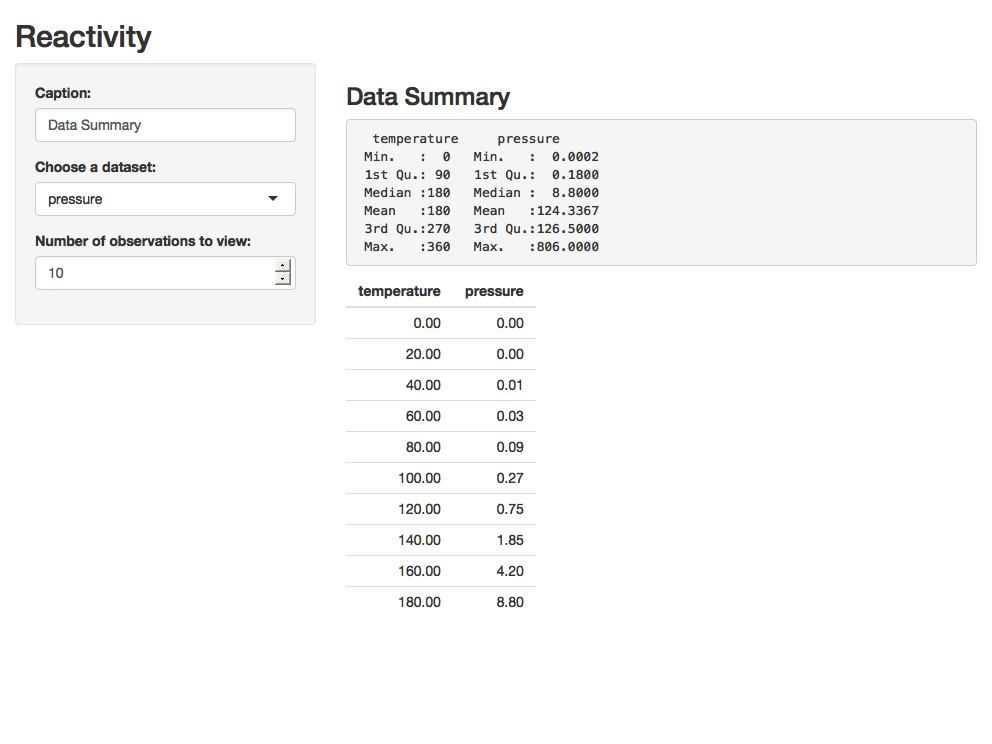 Reactivity
Caption:
Data Summary
Choose a dataset:
pressure
Number of observations to view:
10
Data Summary
temperature pressure
Min. : 0 Min. : 0.0002
1st Qu.: 90 1st Qu.: 0.1800
Median :180 Median : 8.8000
Mean :180 Mean :124.3367
3rd Qu.:270 3rd Qu.:126.5000
Max. :360 Max. :806.0000
temperature pressure
0.00 0.00
20.00 0.00
40.00 0.01
60.00 0.03
80.00 0.09
100.00 0.27
120.00 0.75
140.00 1.85
160.00 4.20
180.00 8.80